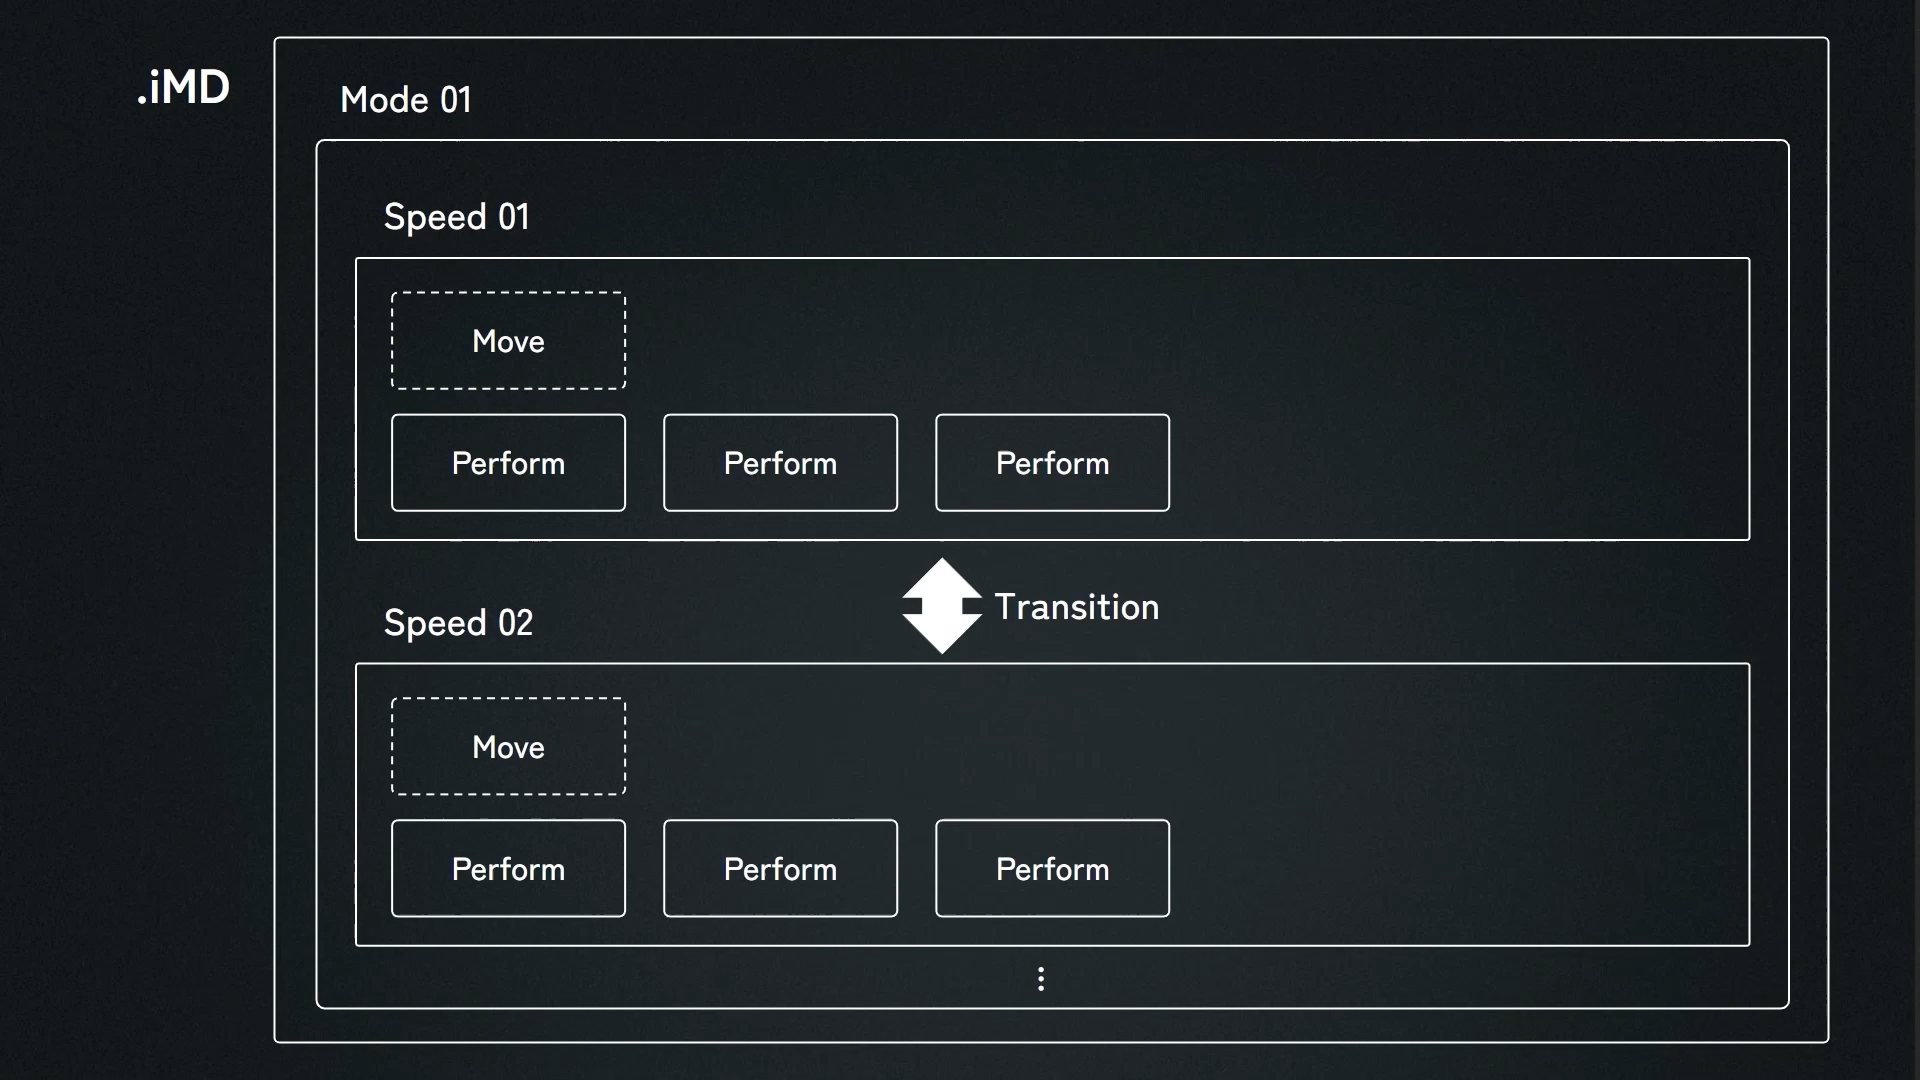 .iMD
Mode 01
Speed 01
Move
Perform Perform Perform
Transition
Speed 02
Move
Perform Perform Perform